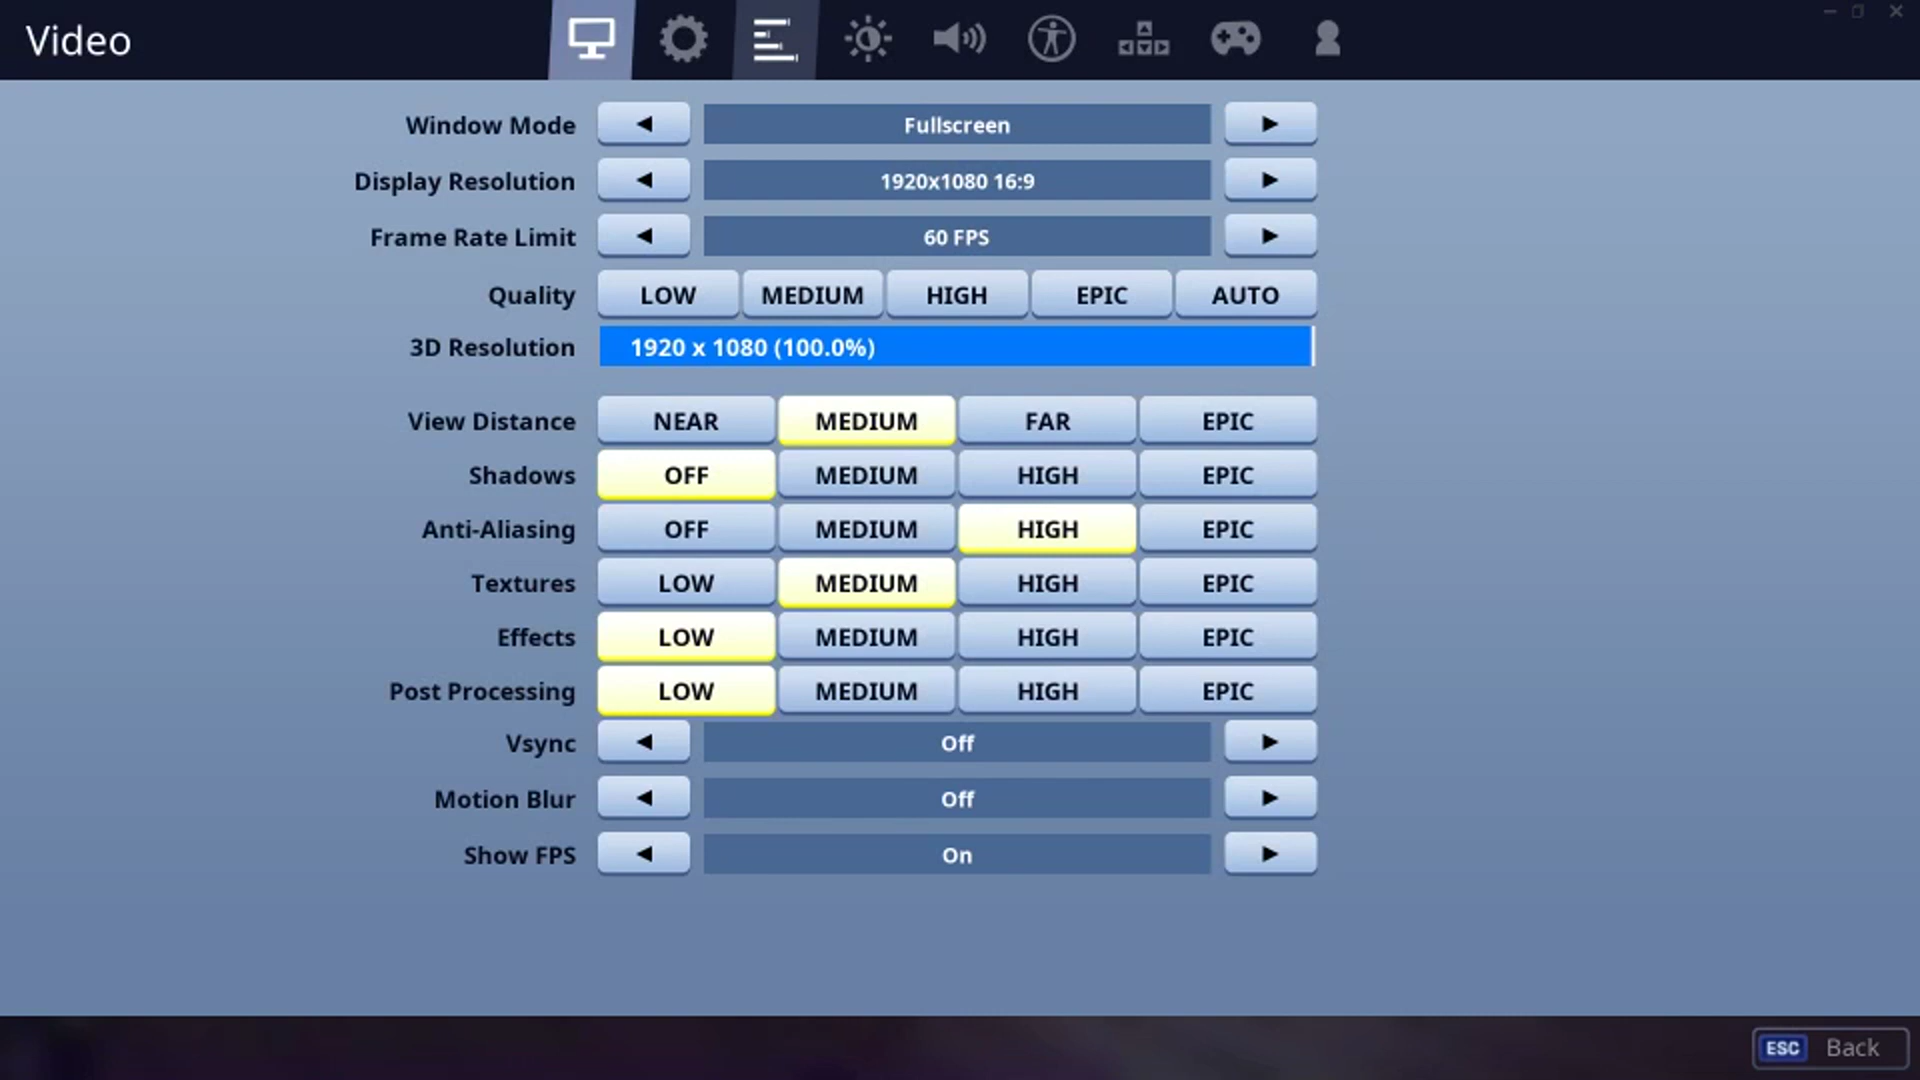 Video
Window Mode Fullscreen
Display Resolution 1920x1080 16:9
Frame Rate Limit 60 FPS
Quality LOW MEDIUM HIGH EPIC AUTO
3D Resolution 1920 x 1080 (100.0%)
View Distance NEAR MEDIUM FAR EPIC
Shadows OFF MEDIUM HIGH EPIC
Anti-Aliasing OFF MEDIUM HIGH EPIC
Textures LOW MEDIUM HIGH EPIC
Effects LOW MEDIUM HIGH EPIC
Post Processing LOW MEDIUM HIGH EPIC
Vsync Off
Motion Blur Off
Show FPS On
ESC Back